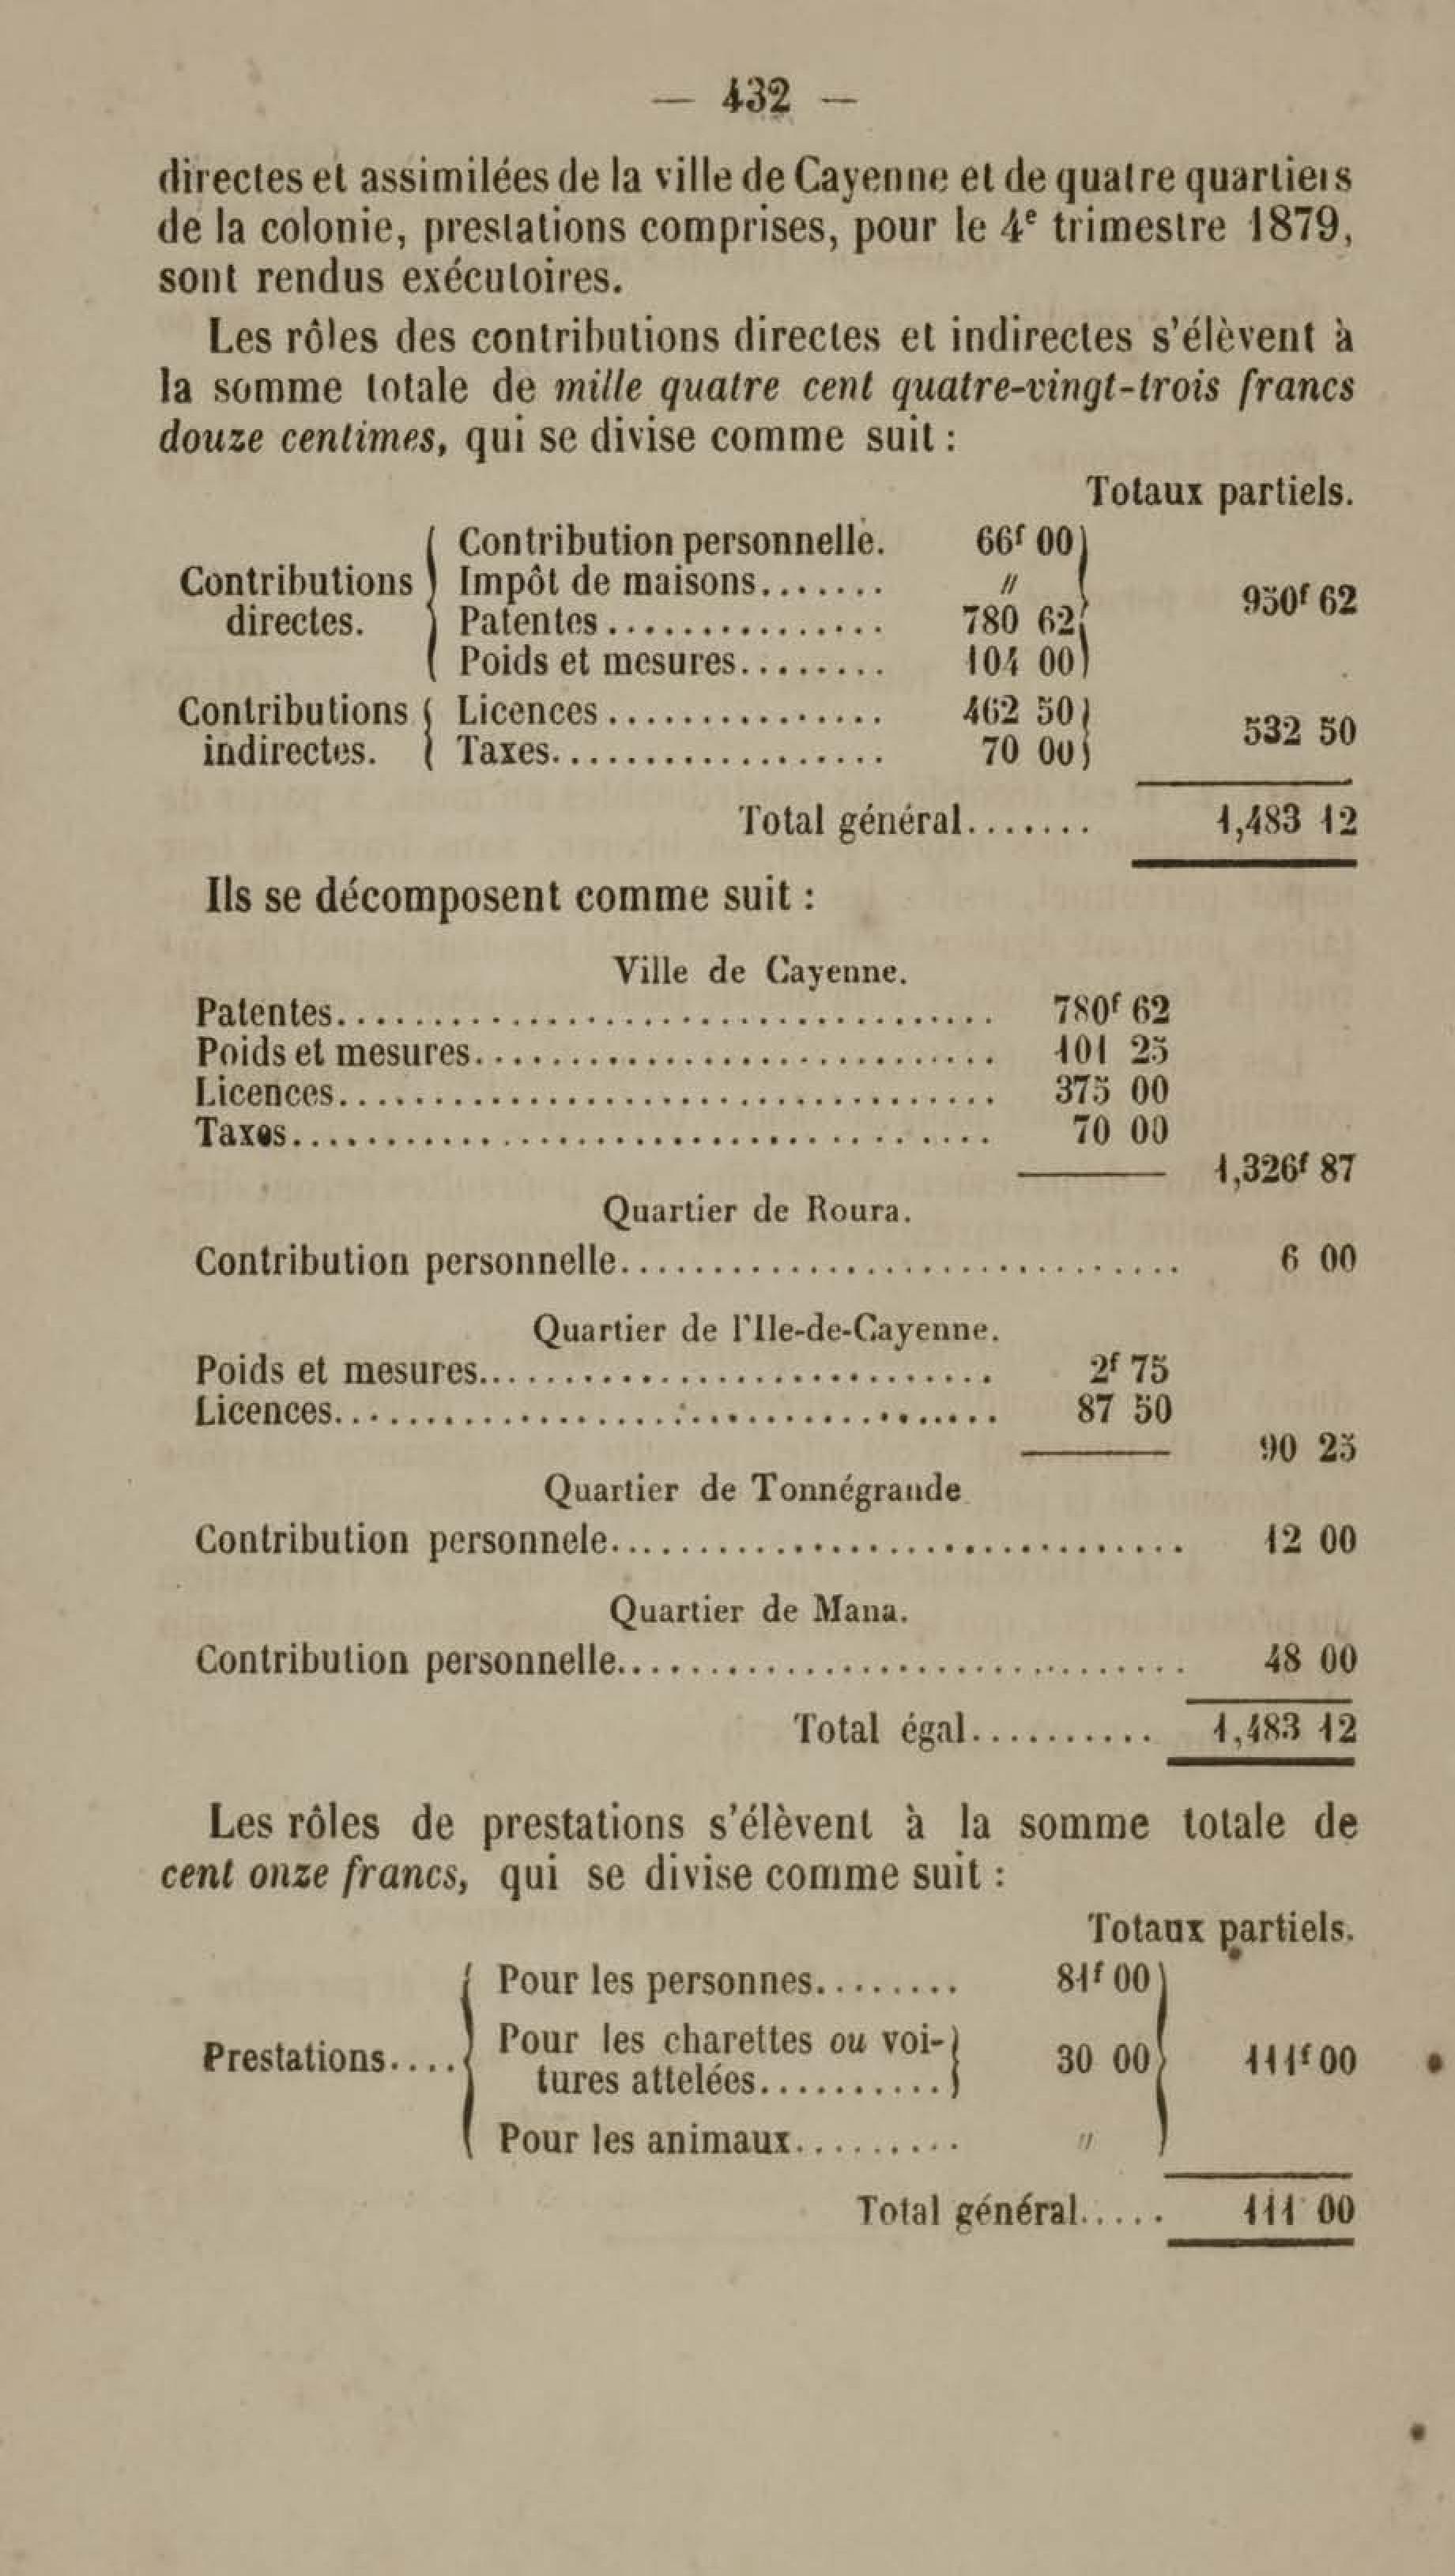 — 432 —
directes et assimilées de la ville de Cayenne et de quatre quartiers
de la colonie, prestations comprises, pour le 4e trimestre 1879,
sont rendus exécutoires.
Les rôles des contributions directes et indirectes s'élèvent à
la somme totale de mille quatre cent quatre-vingt-trois francs
douze centimes, qui se divise comme suit :
Totaux partiels.
Contribution personnelle. 66f 00
Contributions Impôt de maisons....... "
950f 62
directes. Patentes............... 780 62
Poids et mesures........ 104 00
Contributions Licences............... 462 50
532 50
indirectes. Taxes.................. 70 00
Total général....... 1,483 12
Ils se décomposent comme suit :
Ville de Cayenne.
Patentes................................... 780f 62
Poids et mesures............................ 101 25
Licences................................... 375 00
Taxes..................................... 70 00
1,326f 87
Quartier de Roura.
Contribution personnelle.............................. 6 00
Quartier de l'Ile-de-Cayenne.
Poids et mesures............................ 2f 75
Licences................................... 87 50
90 25
Quartier de Tonnégrande
Contribution personnele.............................. 12 00
Quartier de Mana.
Contribution personnelle.............................. 48 00
Total égal.......... 1,483 12
Les rôles de prestations s'élèvent à la somme totale de
cent onze francs, qui se divise comme suit :
Totaux partiels.
Pour les personnes........ 81f 00
Pour les charettes ou voi-
Prestations.... 30 00 111f 00
tures attelées..........
Pour les animaux......... "
Total général..... 111 00